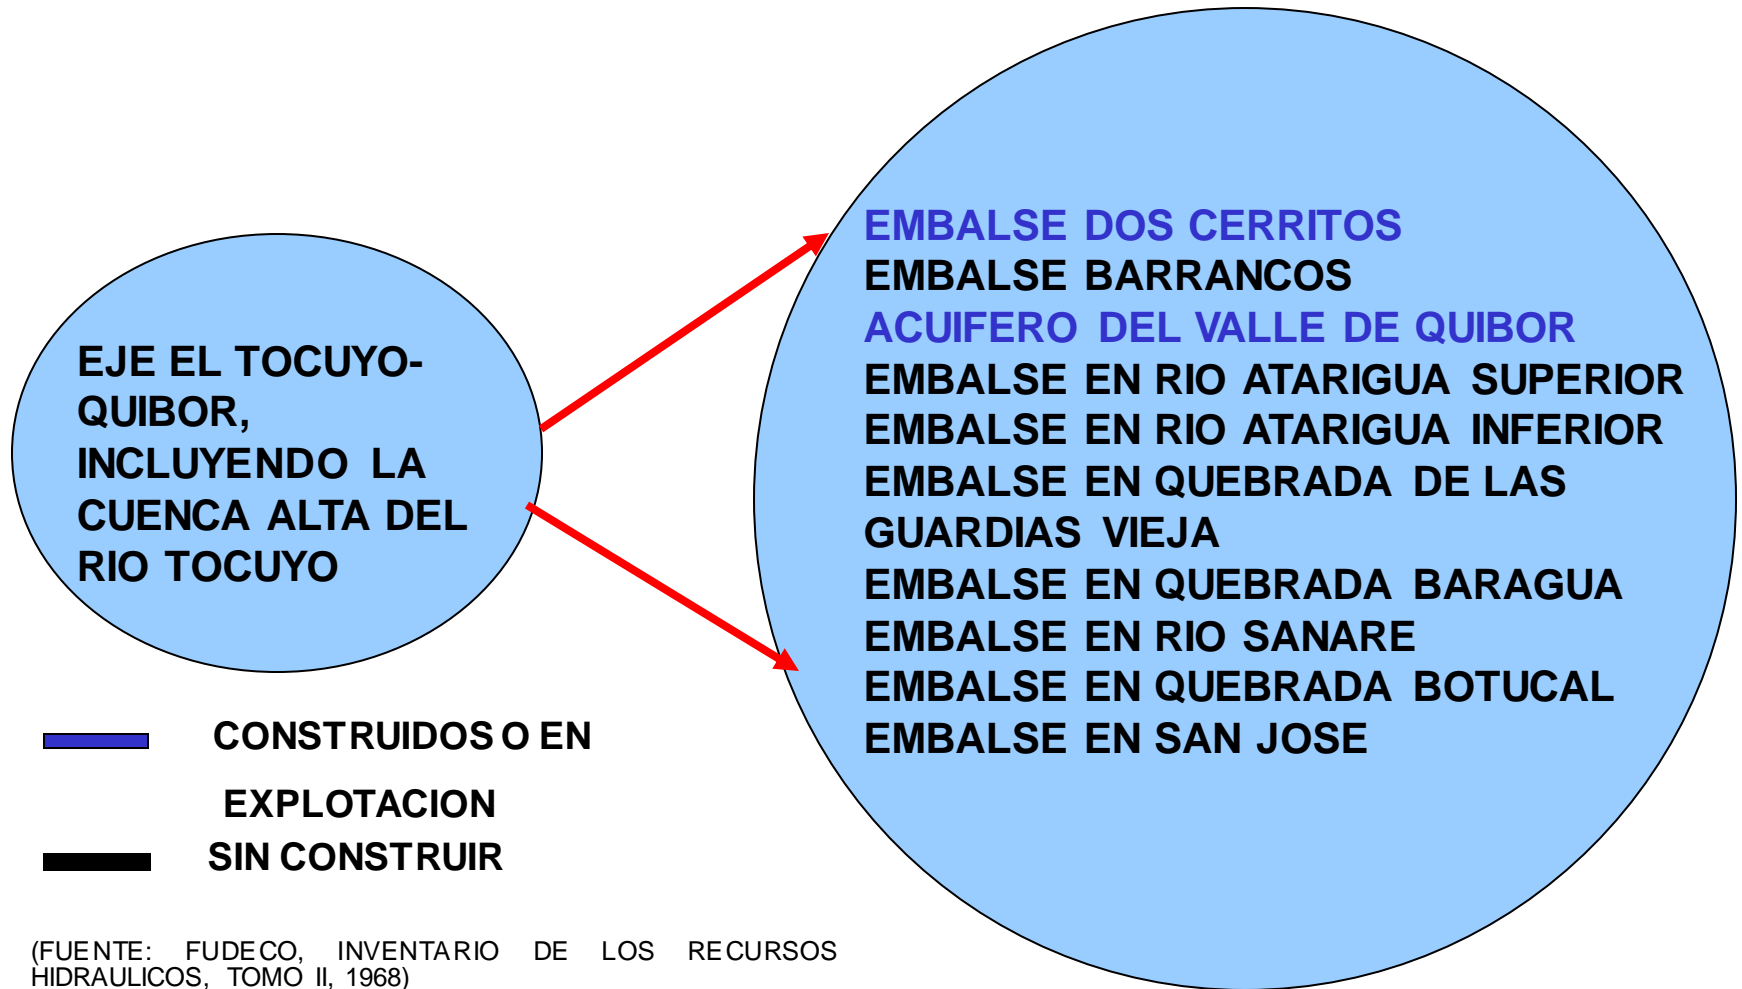 EJE EL TOCUYO-
QUIBOR,
INCLUYENDO LA
CUENCA ALTA DEL
RIO TOCUYO
EMBALSE DOS CERRITOS
EMBALSE BARRANCOS
ACUIFERO DEL VALLE DE QUIBOR
EMBALSE EN RIO ATARIGUA SUPERIOR
EMBALSE EN RIO ATARIGUA INFERIOR
EMBALSE EN QUEBRADA DE LAS
GUARDIAS VIEJA
EMBALSE EN QUEBRADA BARAGUA
EMBALSE EN RIO SANARE
EMBALSE EN QUEBRADA BOTUCAL
EMBALSE EN SAN JOSE
CONSTRUIDOS O EN
EXPLOTACION
SIN CONSTRUIR
(FUENTE: FUDECO, INVENTARIO DE LOS RECURSOS
HIDRAULICOS, TOMO II, 1968)